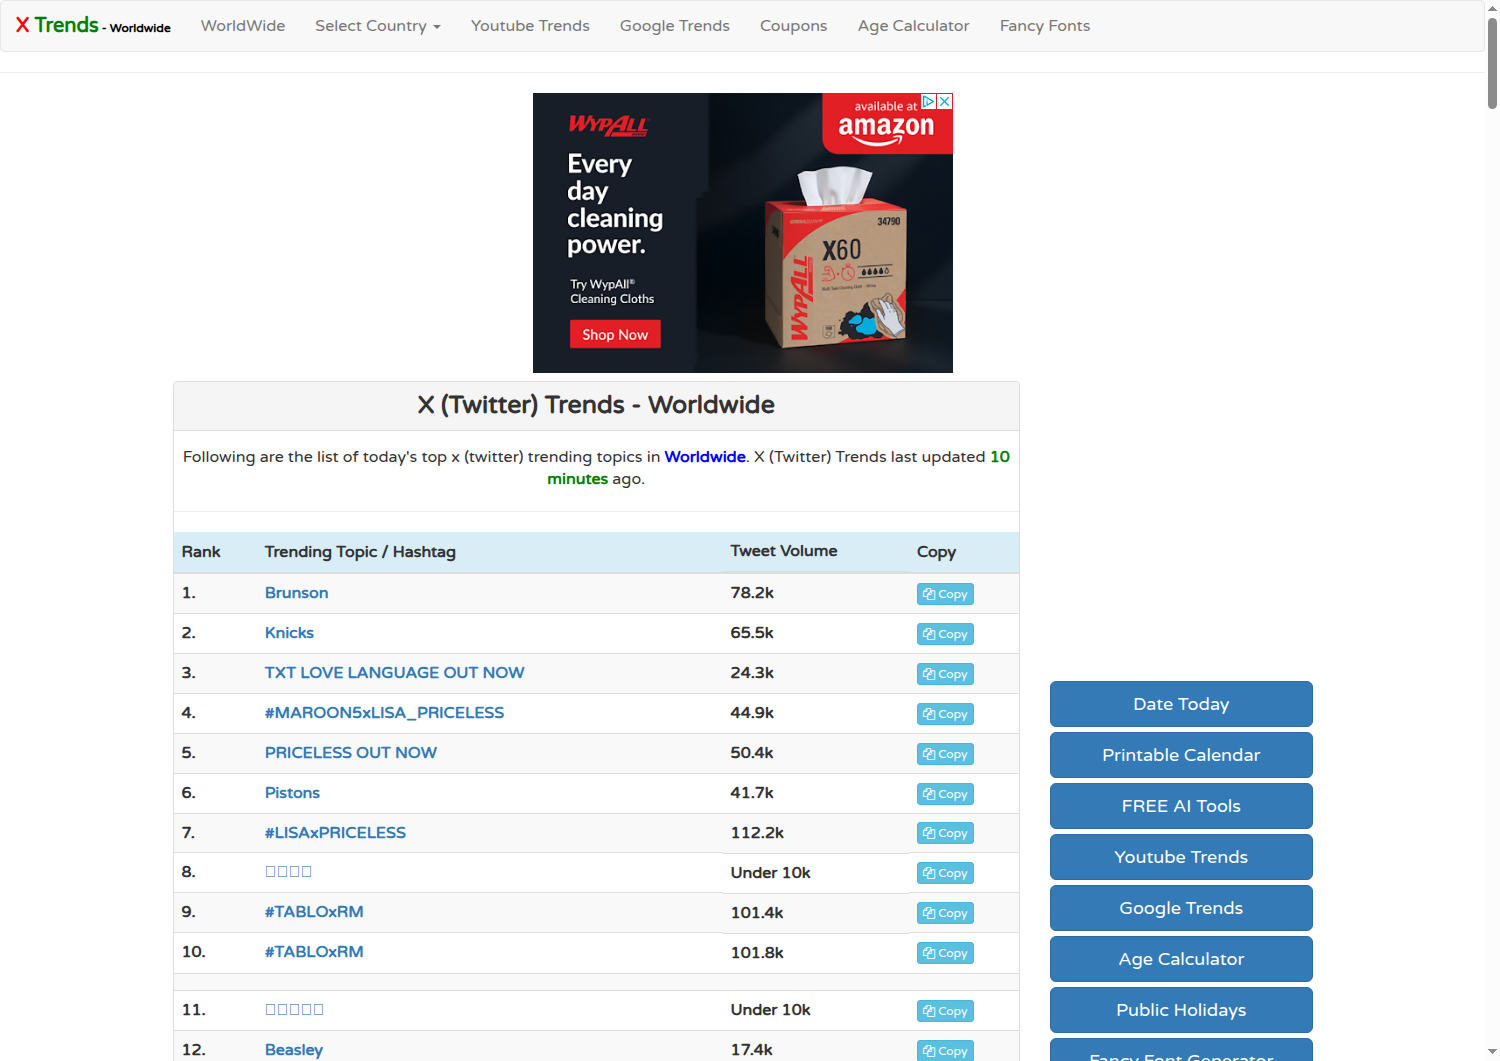 X Trends - Worldwide
WorldWide
Select Country
Youtube Trends
Google Trends
Coupons
Age Calculator
Fancy Fonts
WYPALL
Every
day
cleaning
power.
Try WypAll®
Cleaning Cloths
Shop Now
available at
amazon
34790
X60
WYPALL
X (Twitter) Trends - Worldwide
Following are the list of today's top x (twitter) trending topics in Worldwide. X (Twitter) Trends last updated 10
minutes ago.
Rank Trending Topic / Hashtag Tweet Volume Copy
1. Brunson 78.2k Copy
2. Knicks 65.5k Copy
3. TXT LOVE LANGUAGE OUT NOW 24.3k Copy
4. #MAROON5xLISA_PRICELESS 44.9k Copy
5. PRICELESS OUT NOW 50.4k Copy
6. Pistons 41.7k Copy
7. #LISAxPRICELESS 112.2k Copy
8. Under 10k Copy
9. #TABLOxRM 101.4k Copy
10. #TABLOxRM 101.8k Copy
11. Under 10k Copy
12. Beasley 17.4k Copy
Date Today
Printable Calendar
FREE AI Tools
Youtube Trends
Google Trends
Age Calculator
Public Holidays
Fancy Font Generator